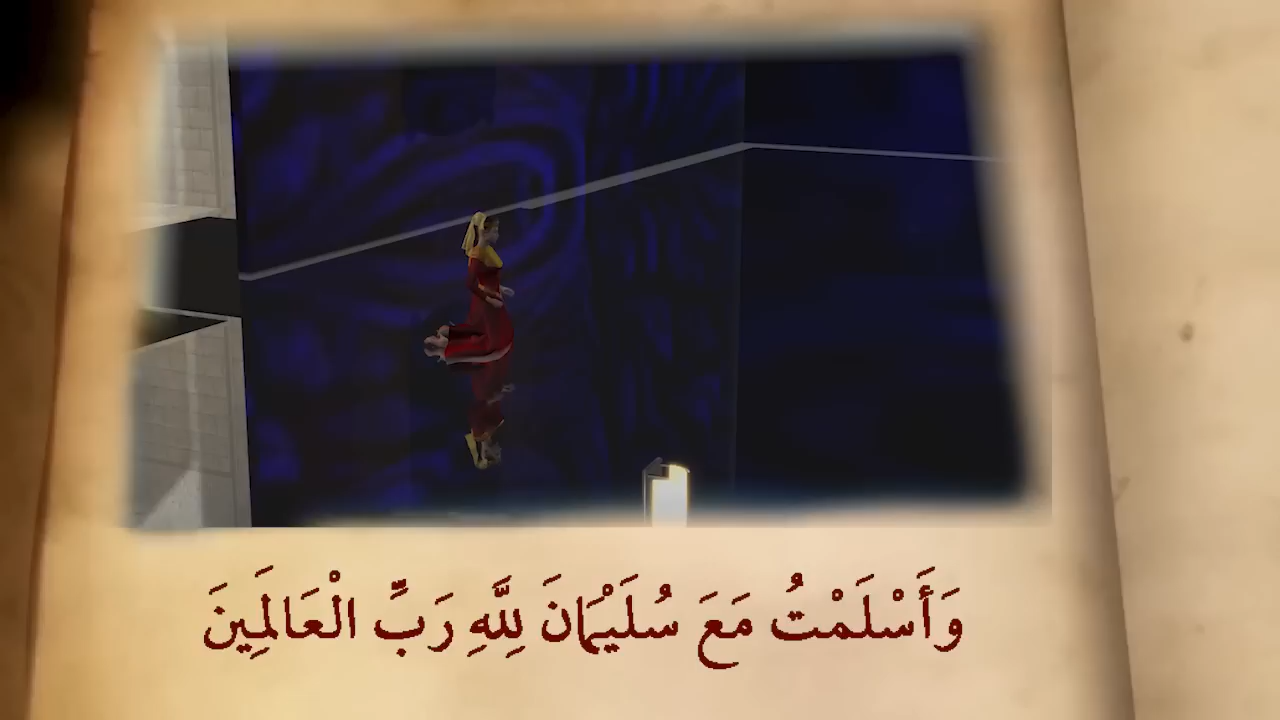 وَأَسْلَمْتُ مَعَ سُلَيْمَانَ لِلَّهِ رَبِّ الْعَالَمِينَ